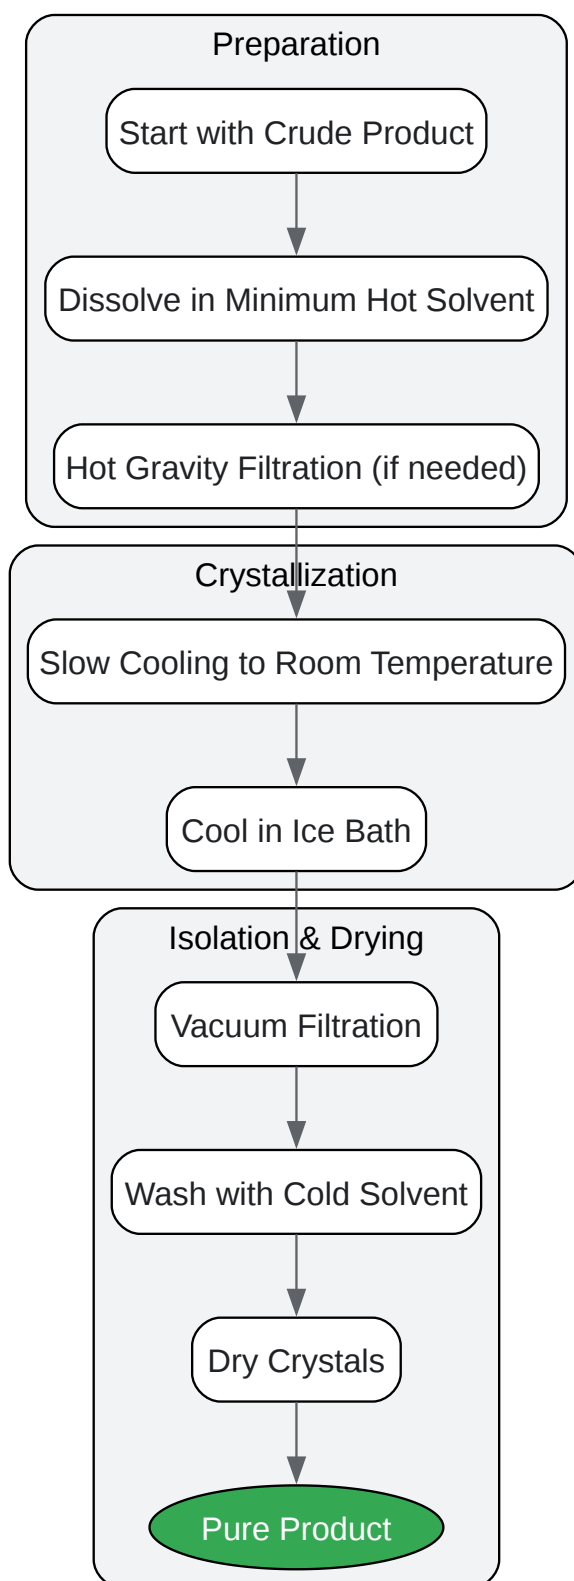 Preparation
Start with Crude Product
Dissolve in Minimum Hot Solvent
Hot Gravity Filtration (if needed)
Crystallization
Slow Cooling to Room Temperature
Cool in Ice Bath
Isolation & Drying
Vacuum Filtration
Wash with Cold Solvent
Dry Crystals
Pure Product